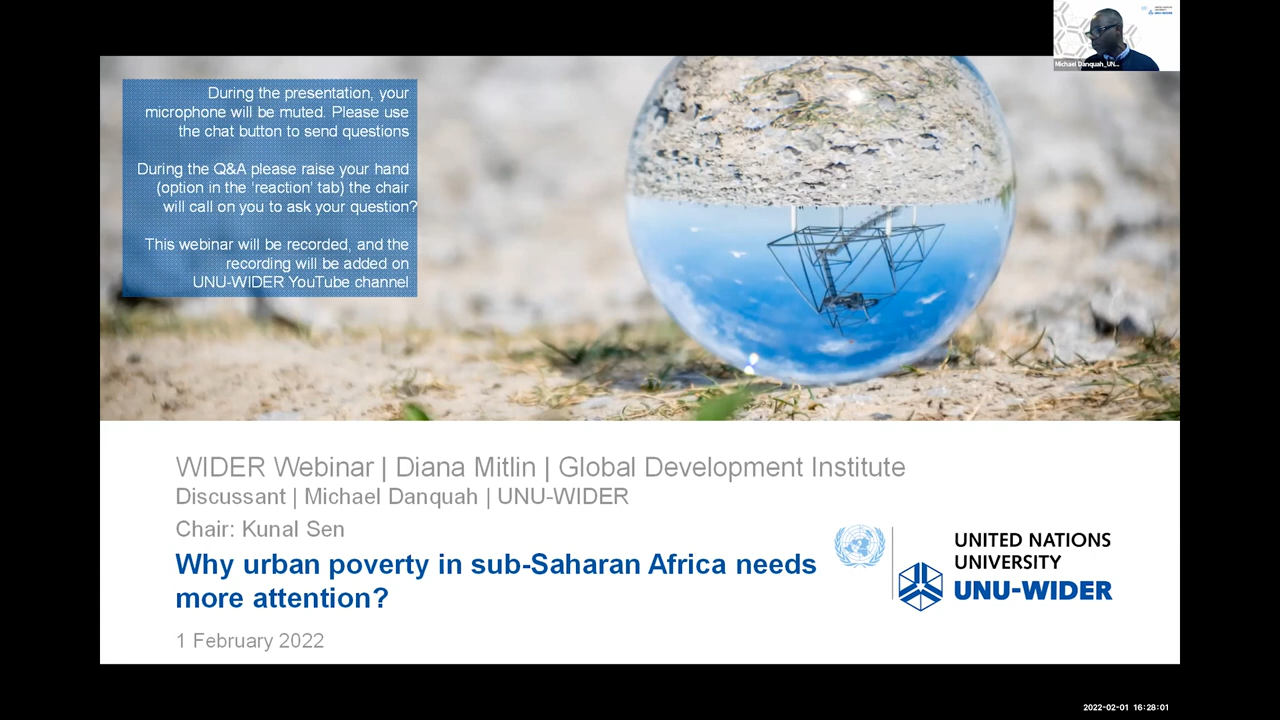 During the presentation, your
microphone will be muted. Please use
the chat button to send questions
During the Q&A please raise your hand
(option in the 'reaction' tab) the chair
will call on you to ask your question?
This webinar will be recorded, and the
recording will be added on
UNU-WIDER YouTube channel
Michael Danquah_UN...
WIDER Webinar | Diana Mitlin | Global Development Institute
Discussant | Michael Danquah | UNU-WIDER
Chair: Kunal Sen
Why urban poverty in sub-Saharan Africa needs
more attention?
1 February 2022
UNITED NATIONS
UNIVERSITY
UNU-WIDER
2022-02-01 16:28:01